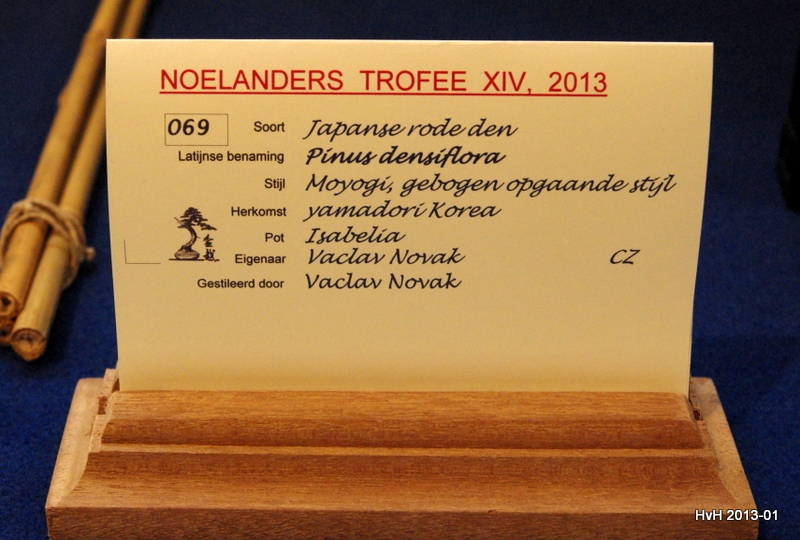 NOELANDERS TROFEE XIV, 2013
069 Soort Japanse rode den
Latijnse benaming Pinus densiflora
Stijl Moyogi, gebogen opgaande stijl
Herkomst yamadori Korea
Pot Isabelia
Eigenaar Vaclav Novak CZ
Gestileerd door Vaclav Novak
HvH 2013-01